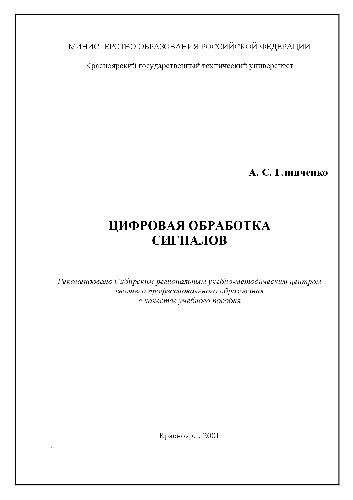 МИНИСТЕРСТВО ОБРАЗОВАНИЯ РОССИЙСКОЙ ФЕДЕРАЦИИ
Красноярский государственный технический университет
А. С. Глинченко
ЦИФРОВАЯ ОБРАБОТКА
СИГНАЛОВ
Рекомендовано Сибирским региональным учебно-методическим центром
высшего профессионального образования
в качестве учебного пособия
Красноярск 2001